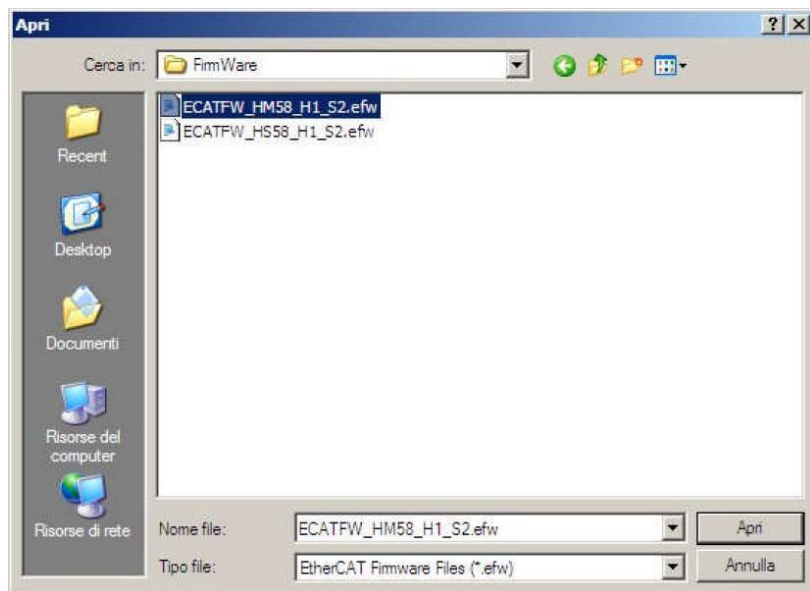 Apri
Cerca in: FirmWare
ECATFW_HM58_H1_S2.efw
ECATFW_HS58_H1_S2.efw
Recent
Desktop
Documenti
Risorse del
computer
Risorse di rete
Nome file: ECATFW_HM58_H1_S2.efw Apri
Tipo file: EtherCAT Firmware Files (*.efw) Annulla